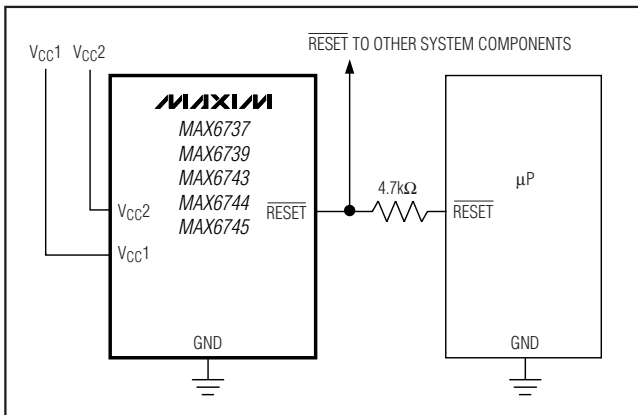 RESET TO OTHER SYSTEM COMPONENTS
VCC1 VCC2
MAXIM
MAX6737
MAX6739
MAX6743
MAX6744
MAX6745
4.7kΩ
μP
VCC2
RESET
RESET
VCC1
GND
GND